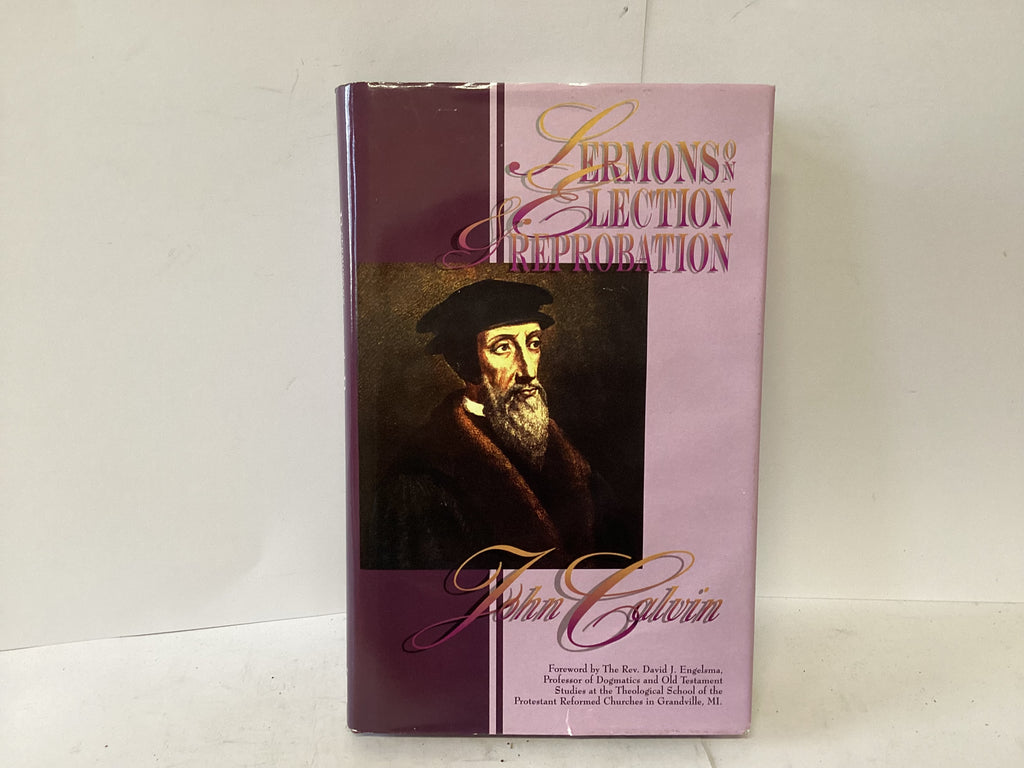 SERMONS ON
ELECTION
& REPROBATION
John Calvin
Foreword by The Rev. David J. Engelsma,
Professor of Dogmatics and Old Testament
Studies at the Theological School of the
Protestant Reformed Churches in Grandville, MI.